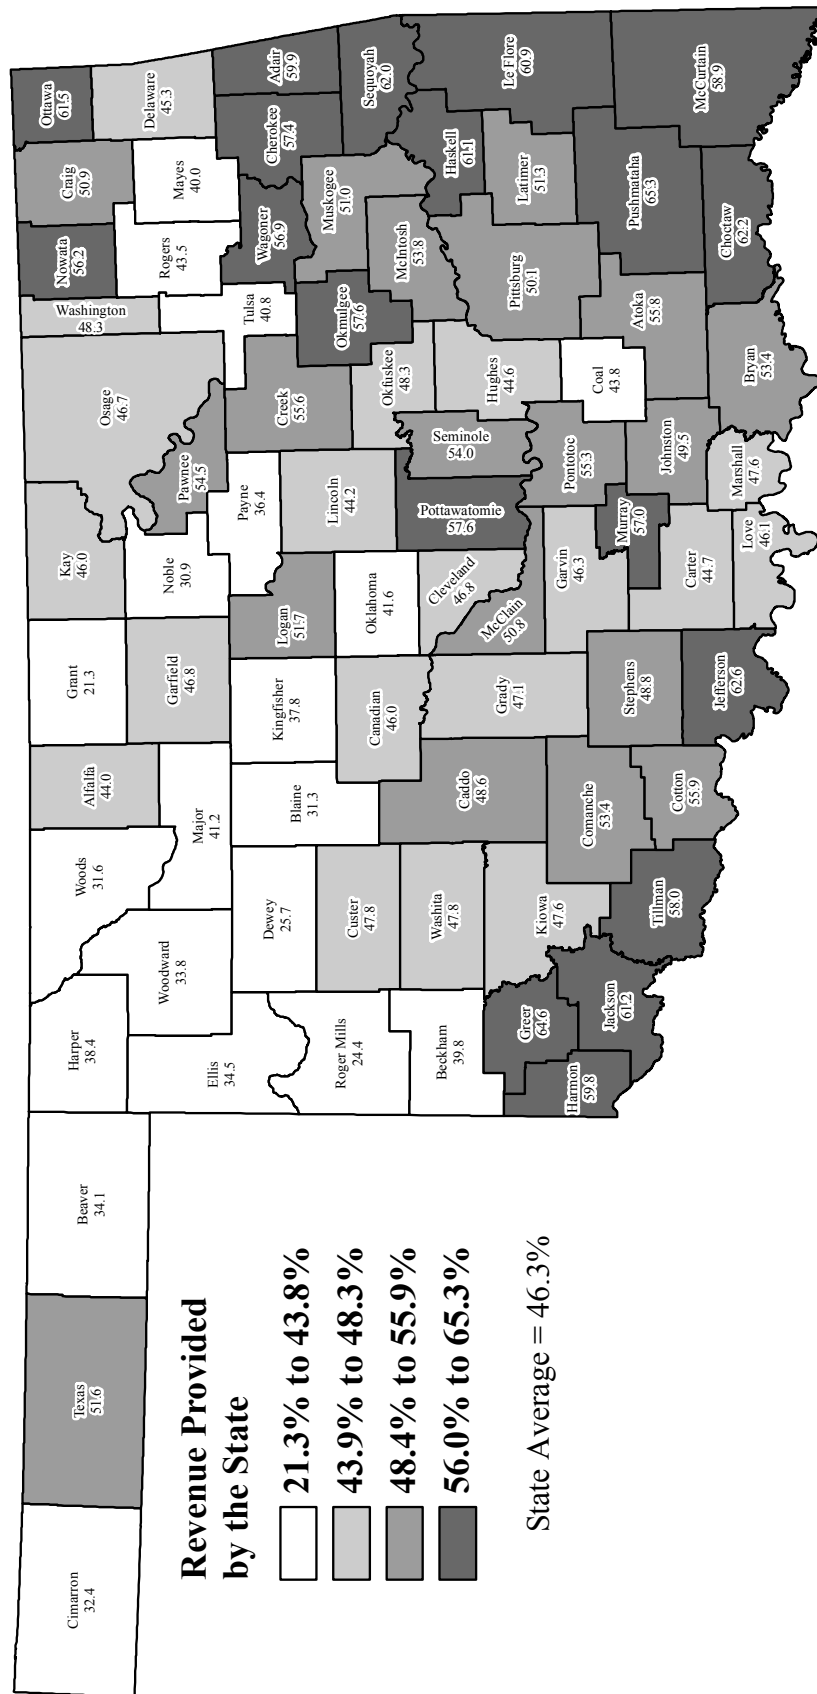 Cimarron
32.4
Texas
51.6
Beaver
34.1
Harper
38.4
Woods
31.6
Alfalfa
44.0
Grant
21.3
Kay
46.0
Osage
46.7
Washington
48.3
Nowata
56.2
Craig
50.9
Ottawa
61.5
Delaware
45.3
Ellis
34.5
Woodward
33.8
Major
41.2
Garfield
46.8
Noble
30.9
Pawnee
54.5
Rogers
43.5
Mayes
40.0
Roger Mills
24.4
Dewey
25.7
Blaine
31.3
Kingfisher
37.8
Logan
51.7
Payne
36.4
Creek
55.6
Tulsa
40.8
Wagoner
56.9
Cherokee
57.4
Adair
59.9
Beckham
39.8
Custer
47.8
Washita
47.8
Canadian
46.0
Oklahoma
41.6
Lincoln
44.2
Okfuskee
48.3
Okmulgee
57.6
Muskogee
51.0
McIntosh
53.8
Sequoyah
62.0
Haskell
61.1
Caddo
48.6
Grady
47.1
Cleveland
46.8
McClain
50.8
Pottawatomie
57.6
Seminole
54.0
Hughes
44.6
Pittsburg
50.1
Latimer
51.3
Le Flore
60.9
Harmon
59.8
Greer
64.6
Jackson
61.2
Kiowa
47.6
Tillman
58.0
Comanche
53.4
Cotton
55.9
Stephens
48.8
Jefferson
62.6
Garvin
46.3
Murray
57.0
Carter
44.7
Love
46.1
Pontotoc
55.3
Johnston
49.5
Marshall
47.6
Coal
43.8
Atoka
55.8
Bryan
53.4
Pushmataha
65.3
Choctaw
62.2
McCurtain
58.9
Revenue Provided
by the State
21.3% to 43.8%
43.9% to 48.3%
48.4% to 55.9%
56.0% to 65.3%
State Average = 46.3%